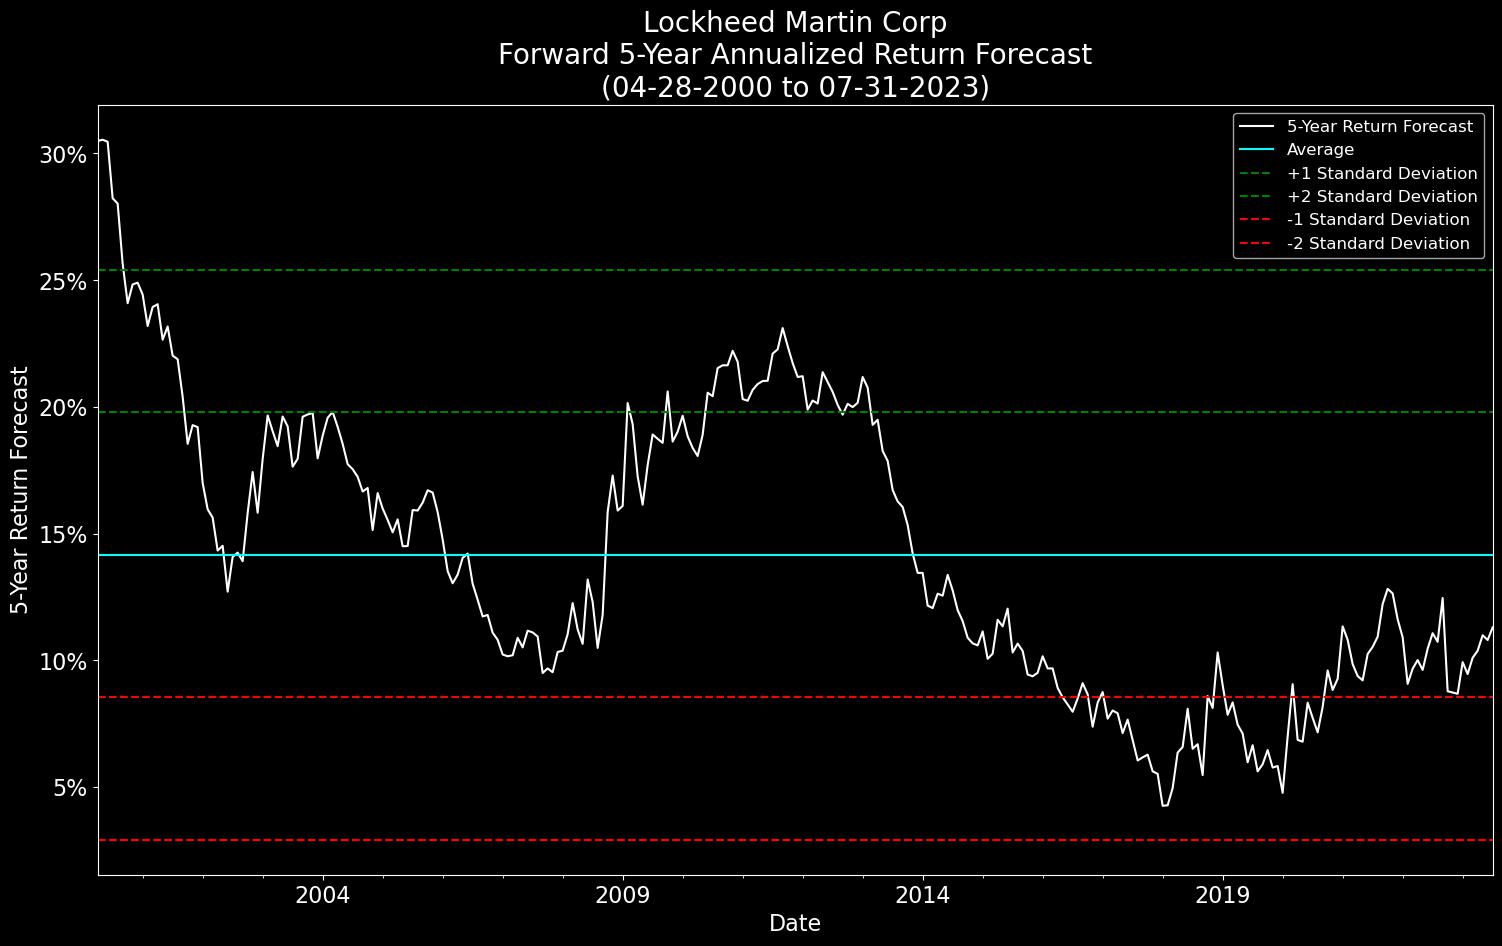 Lockheed Martin Corp
Forward 5-Year Annualized Return Forecast
(04-28-2000 to 07-31-2023)
5-Year Return Forecast
Average
+1 Standard Deviation
+2 Standard Deviation
-1 Standard Deviation
-2 Standard Deviation
30%
25%
20%
15%
10%
5%
5-Year Return Forecast
2004
2009
2014
2019
Date